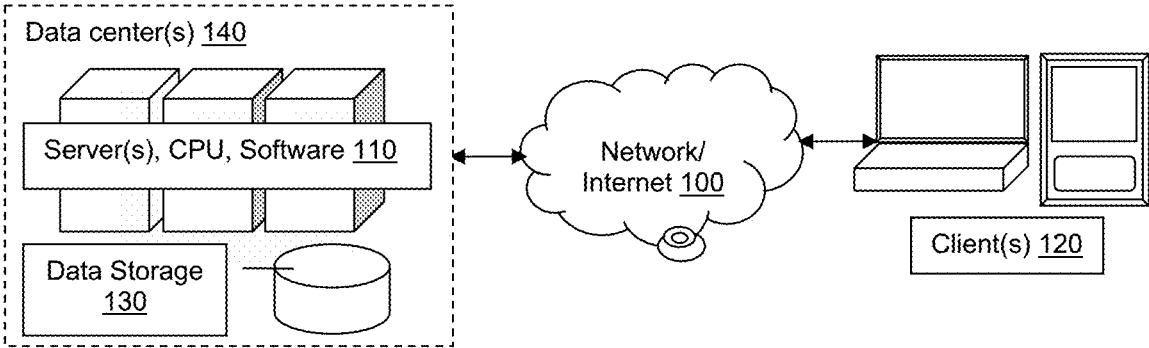 Data center(s) 140
Server(s), CPU, Software 110
Data Storage
130
Network/
Internet 100
Client(s) 120